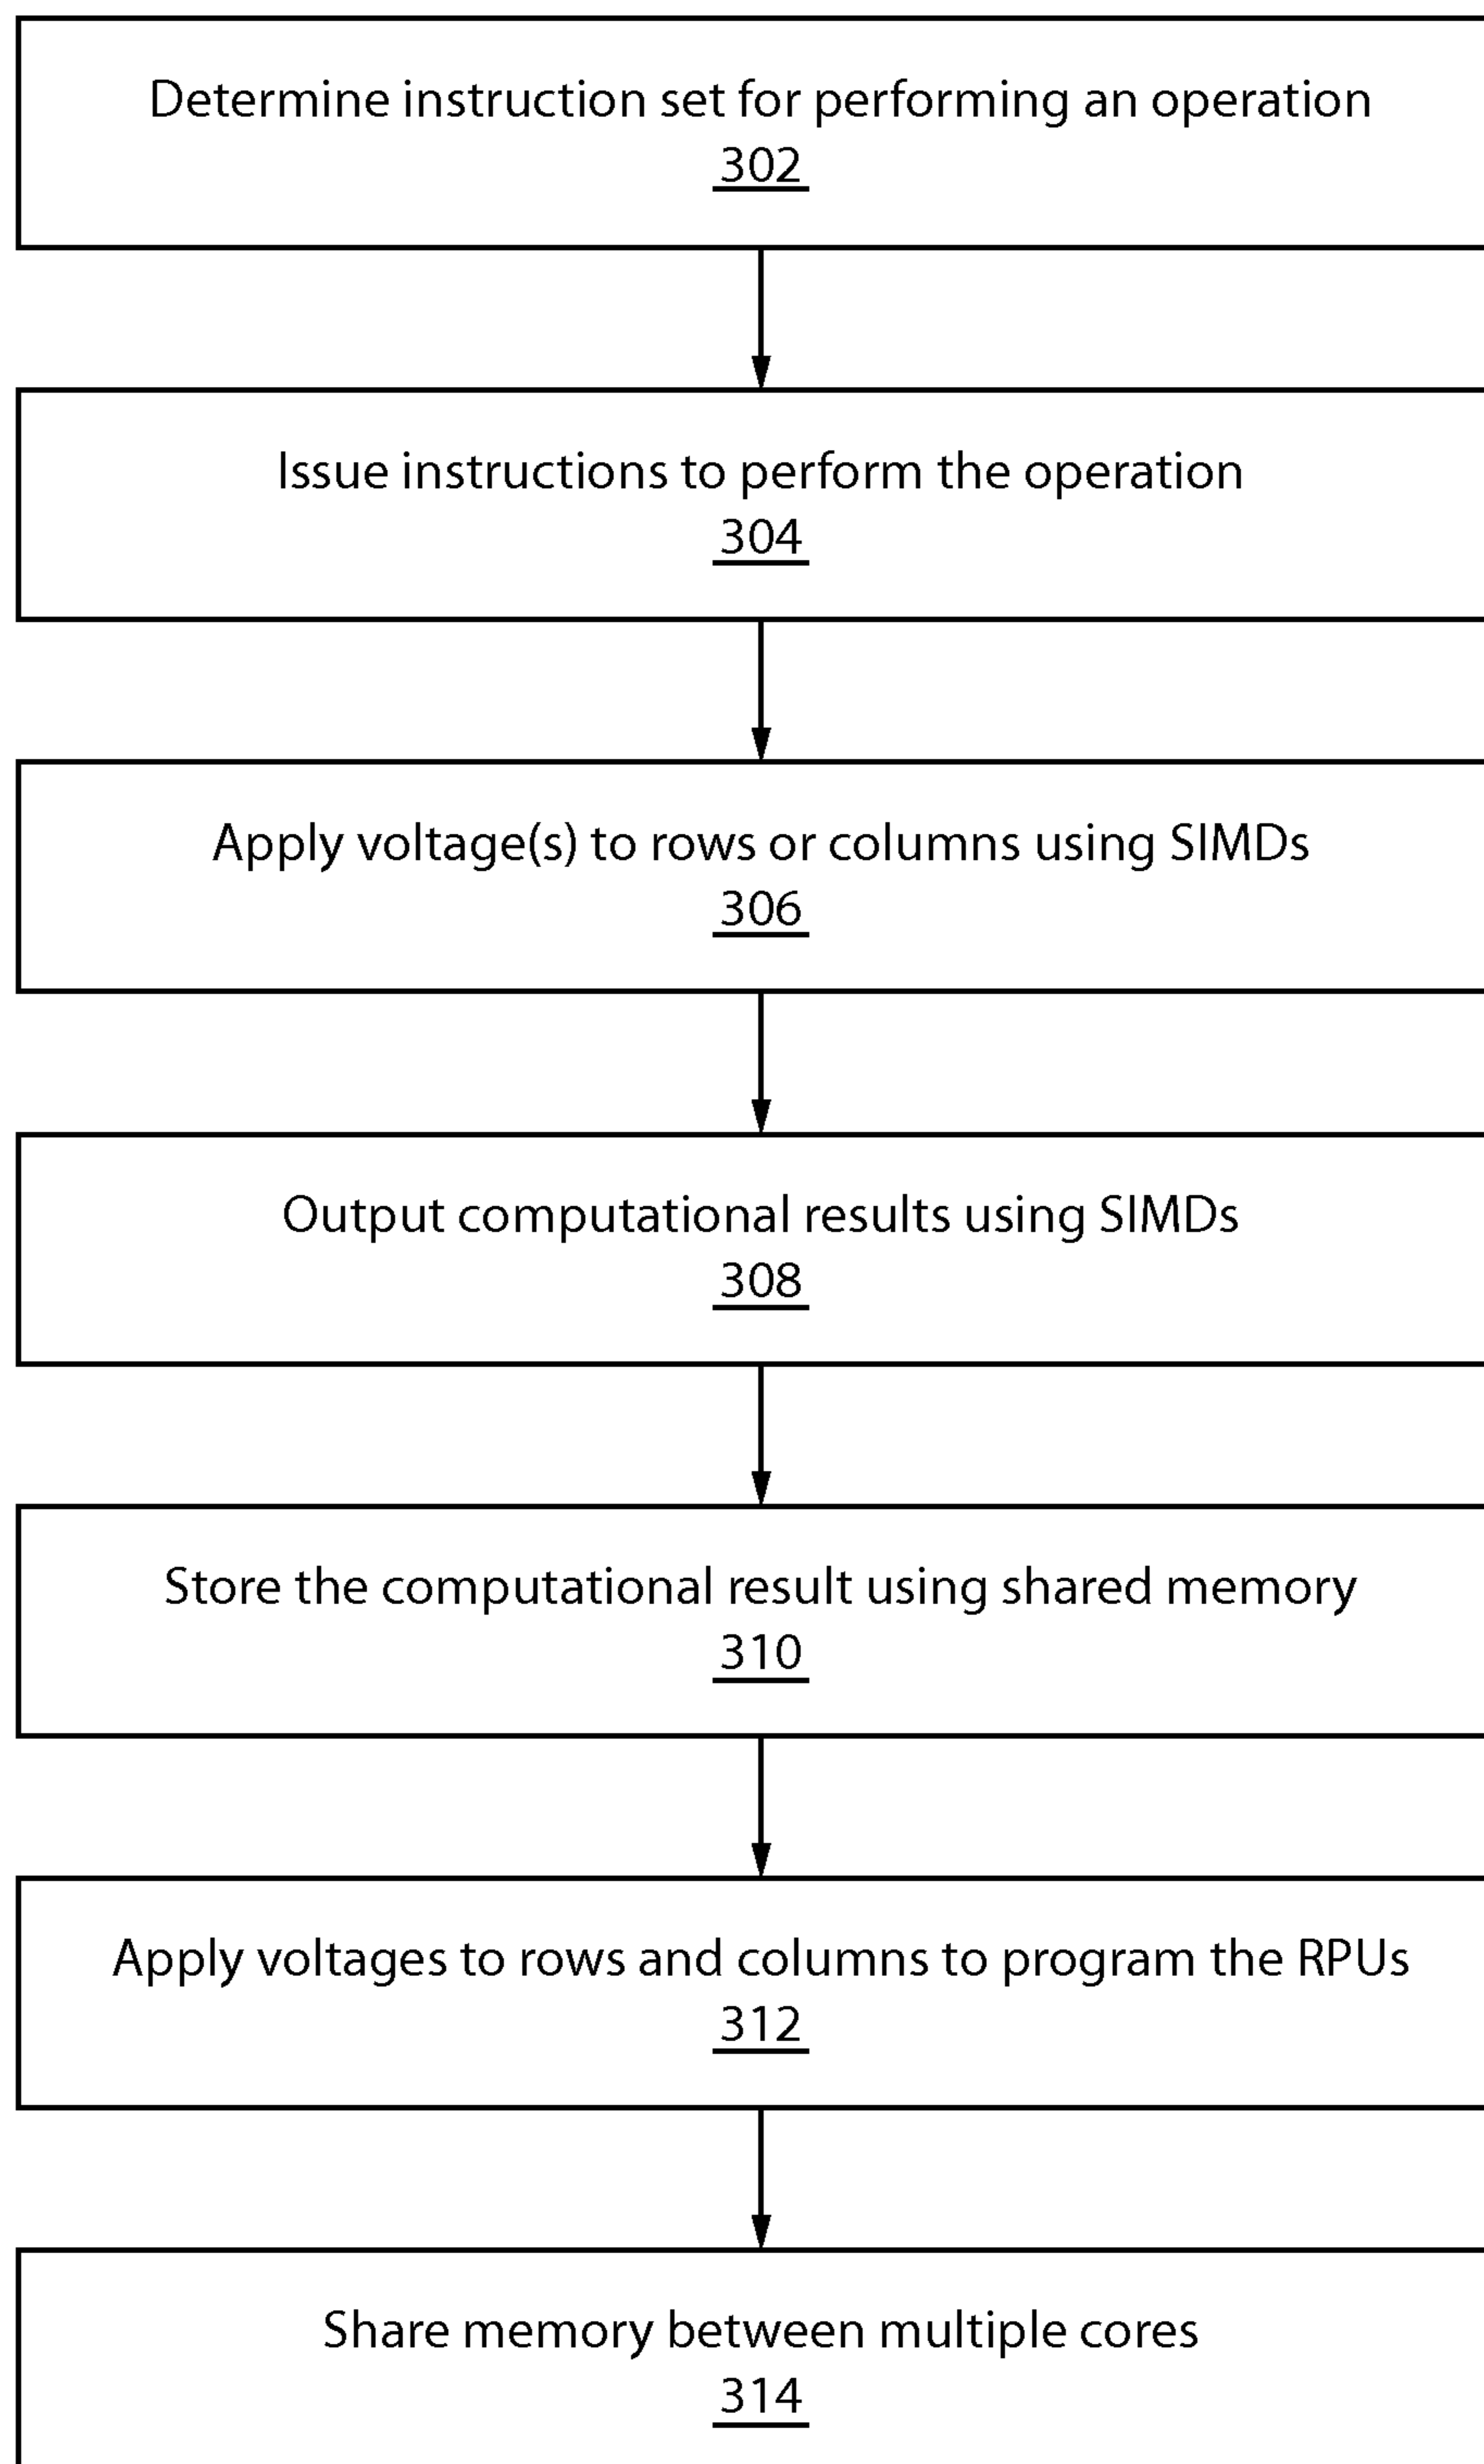 Determine instruction set for performing an operation
302
Issue instructions to perform the operation
304
Apply voltage(s) to rows or columns using SIMDs
306
Output computational results using SIMDs
308
Store the computational result using shared memory
310
Apply voltages to rows and columns to program the RPUs
312
Share memory between multiple cores
314